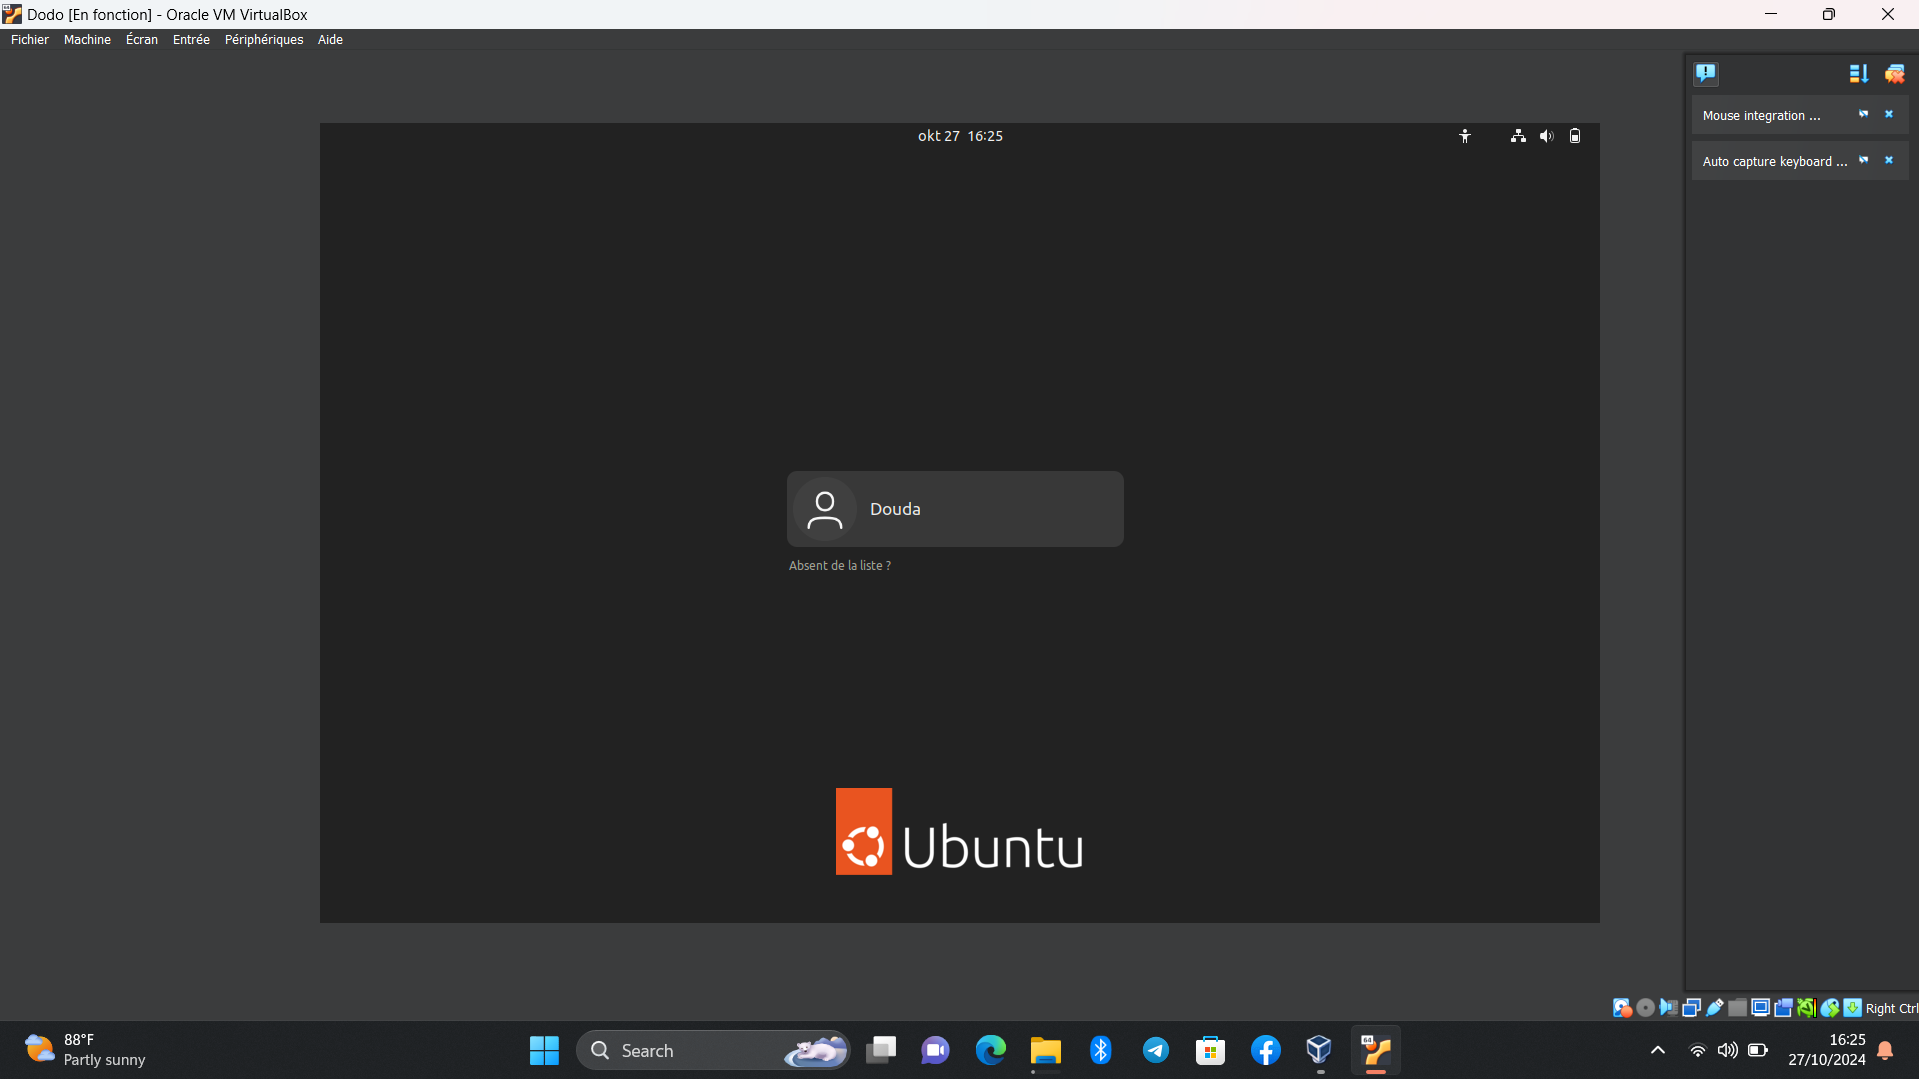 Dodo [En fonction] - Oracle VM VirtualBox
Fichier Machine Écran Entrée Périphériques Aide
Mouse integration ...
Auto capture keyboard ...
okt 27 16:25
Douda
Absent de la liste ?
Ubuntu
Right Ctrl
88°F
Partly sunny
Search
64
16:25
27/10/2024